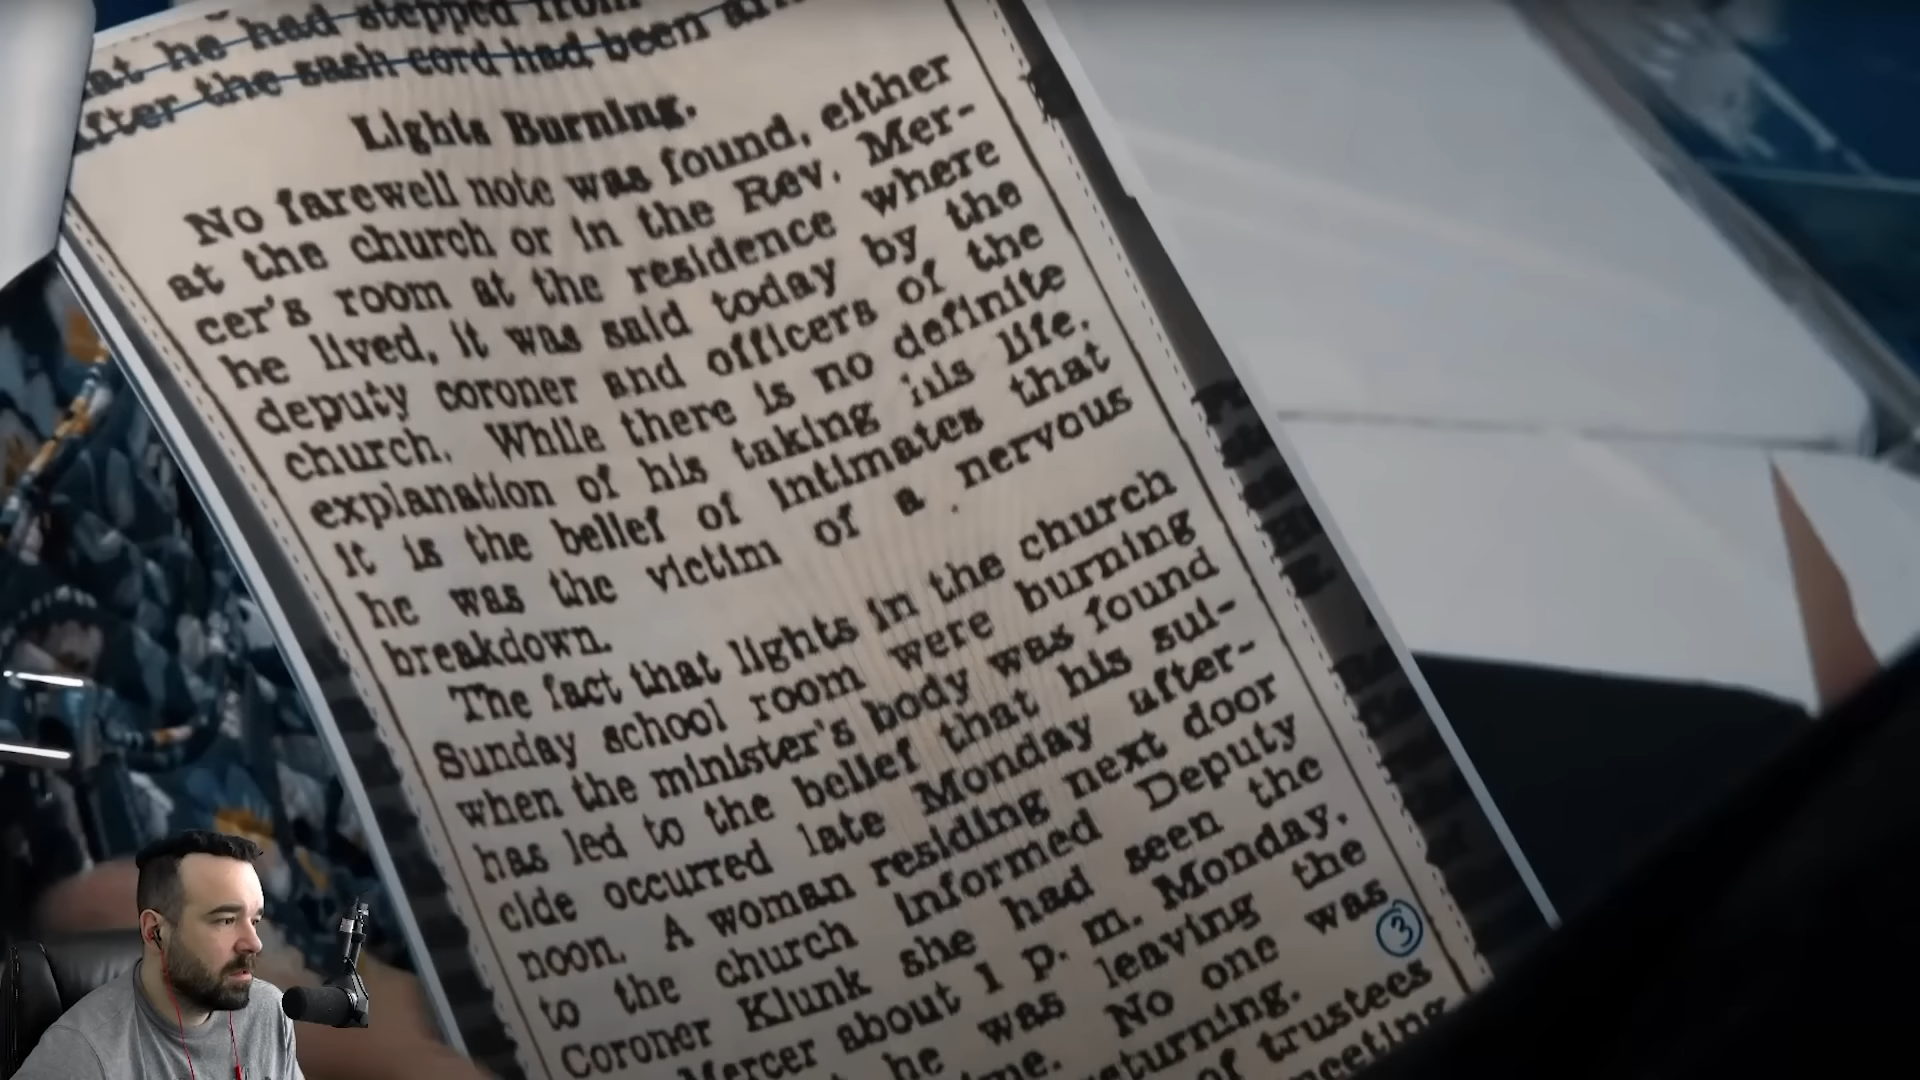 at he had stepped from
after the sash cord had been
Lights Burning.
No farewell note was found, either
at the church or in the Rev. Mer-
cer's room at the residence where
he lived, it was said today by the
deputy coroner and officers of the
church. While there is no definite
explanation of his taking his life,
it is the belief of intimates that
he was the victim of a nervous
breakdown.
The fact that lights in the church
Sunday school room were burning
when the minister's body was found
has led to the belief that his sui-
cide occurred late Monday after-
noon. A woman residing next door
to the church informed Deputy
Coroner Klunk she had seen the
Mercer about 1 p. m. Monday,
he was leaving the
No one was
3
of trustees